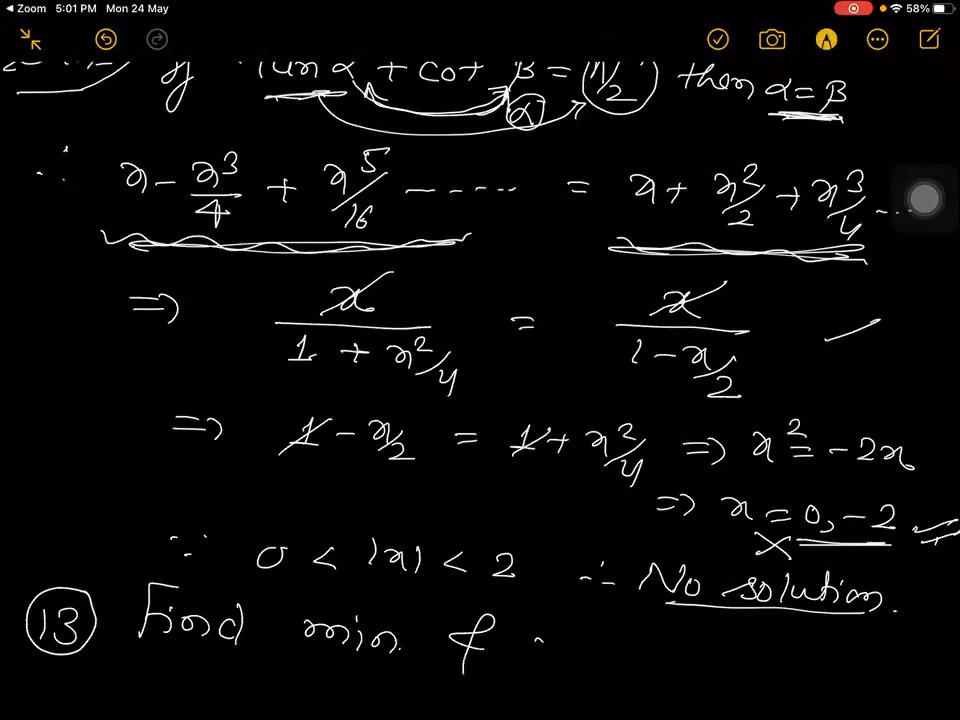 Zoom 5:01 PM Mon 24 May 58%
If tan α + cot β = π/2 then α = β
α
∴ x - x³/4 + x⁵/16 ------ = x + x²/2 + x³/4 ...
=> x / (1 + x²/4) = x / (1 - x/2)
=> 1 - x/2 = 1 + x²/4 => x² = -2x
=> x = 0, -2
∵ 0 < |x| < 2 ∴ No solution.
13 Find min of